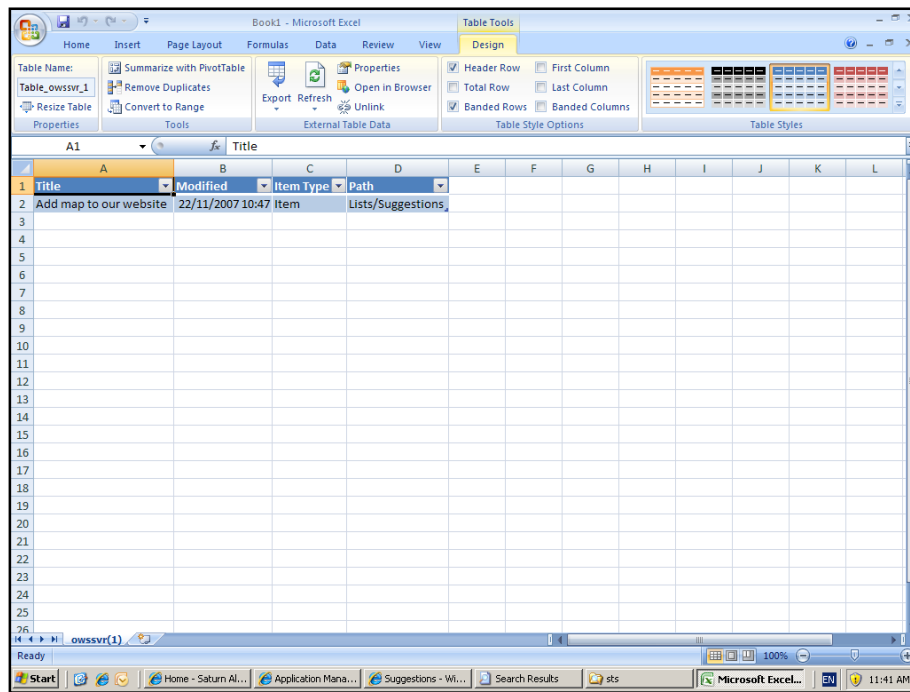 Book1 - Microsoft Excel
Table Tools
Home Insert Page Layout Formulas Data Review View Design
Table Name:
Table_owssvr_1
Resize Table
Properties
Summarize with PivotTable
Remove Duplicates
Convert to Range
Tools
Export Refresh
Properties
Open in Browser
Unlink
External Table Data
Header Row First Column
Total Row Last Column
Banded Rows Banded Columns
Table Style Options
Table Styles
A1 fx Title
A B C D E F G H I J K L
1 Title Modified Item Type Path
2 Add map to our website 22/11/2007 10:47 Item Lists/Suggestions
3
4
5
6
7
8
9
10
11
12
13
14
15
16
17
18
19
20
21
22
23
24
25
26
owssvr(1)
Ready 100%
Start Home - Saturn Al... Application Mana... Suggestions - Wi... Search Results sts Microsoft Excel... EN 11:41 AM